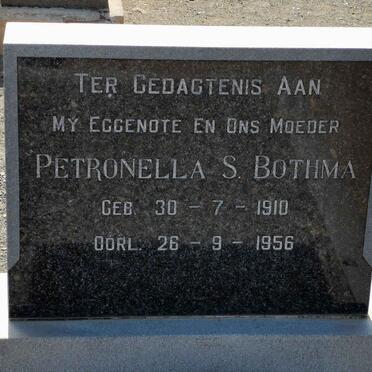 TER GEDAGTENIS AAN
MY EGGENOTE EN ONS MOEDER
PETRONELLA S. BOTHMA
GEB. 30 - 7 - 1910
OORL. 26 - 9 - 1956